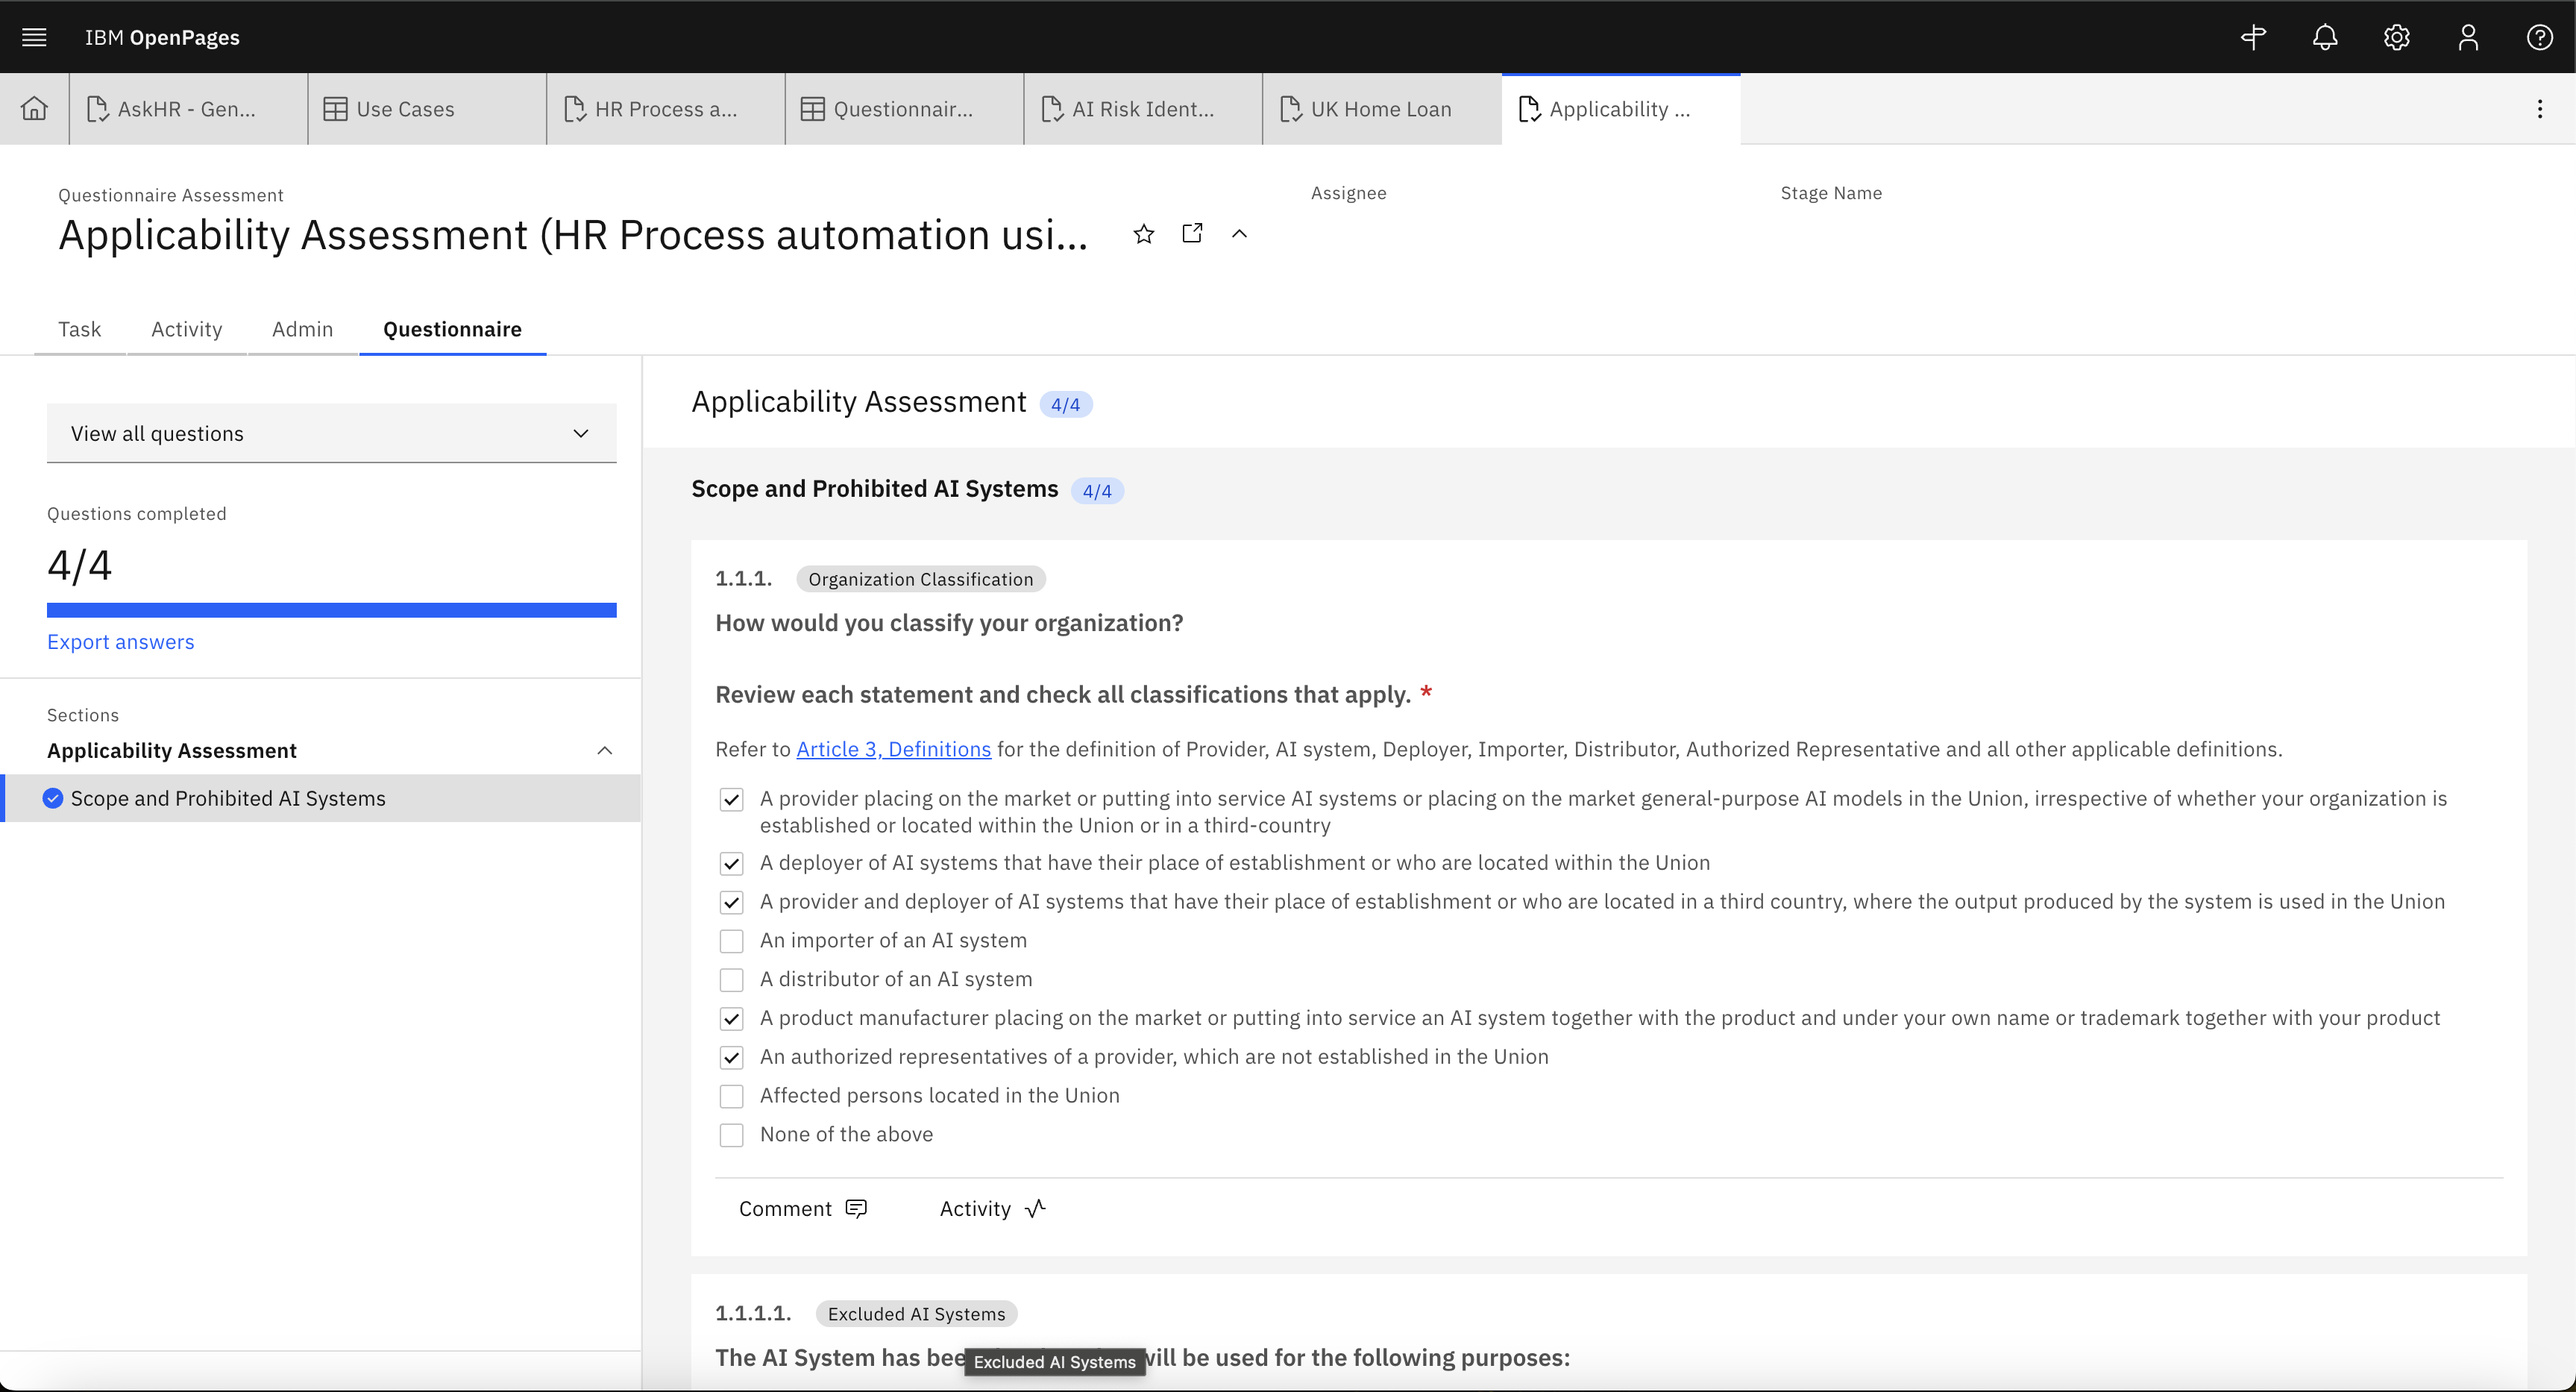 IBM OpenPages
AskHR - Gen...
Use Cases
HR Process a...
Questionnair...
AI Risk Ident...
UK Home Loan
Applicability ...
Questionnaire Assessment
Applicability Assessment (HR Process automation usi...
Assignee
Stage Name
Task
Activity
Admin
Questionnaire
View all questions
Questions completed
4/4
Export answers
Sections
Applicability Assessment
Scope and Prohibited AI Systems
Applicability Assessment 4/4
Scope and Prohibited AI Systems 4/4
1.1.1. Organization Classification
How would you classify your organization?
Review each statement and check all classifications that apply. *
Refer to Article 3, Definitions for the definition of Provider, AI system, Deployer, Importer, Distributor, Authorized Representative and all other applicable definitions.
A provider placing on the market or putting into service AI systems or placing on the market general-purpose AI models in the Union, irrespective of whether your organization is
established or located within the Union or in a third-country
A deployer of AI systems that have their place of establishment or who are located within the Union
A provider and deployer of AI systems that have their place of establishment or who are located in a third country, where the output produced by the system is used in the Union
An importer of an AI system
A distributor of an AI system
A product manufacturer placing on the market or putting into service an AI system together with the product and under your own name or trademark together with your product
An authorized representatives of a provider, which are not established in the Union
Affected persons located in the Union
None of the above
Comment
Activity
1.1.1.1. Excluded AI Systems
The AI System has will be used for the following purposes:
Excluded AI Systems